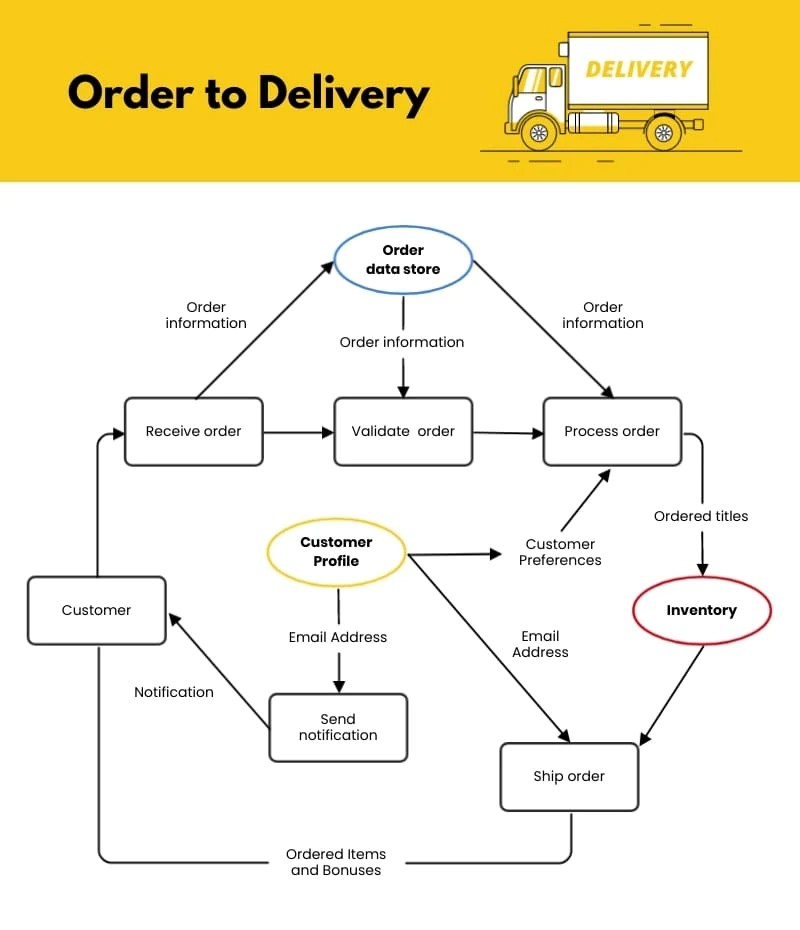 Order to Delivery
DELIVERY
Order
data store
Order
information
Order
information
Order information
Receive order
Validate order
Process order
Ordered titles
Customer
Profile
Customer
Preferences
Customer
Inventory
Email Address
Email
Address
Notification
Send
notification
Ship order
Ordered Items
and Bonuses